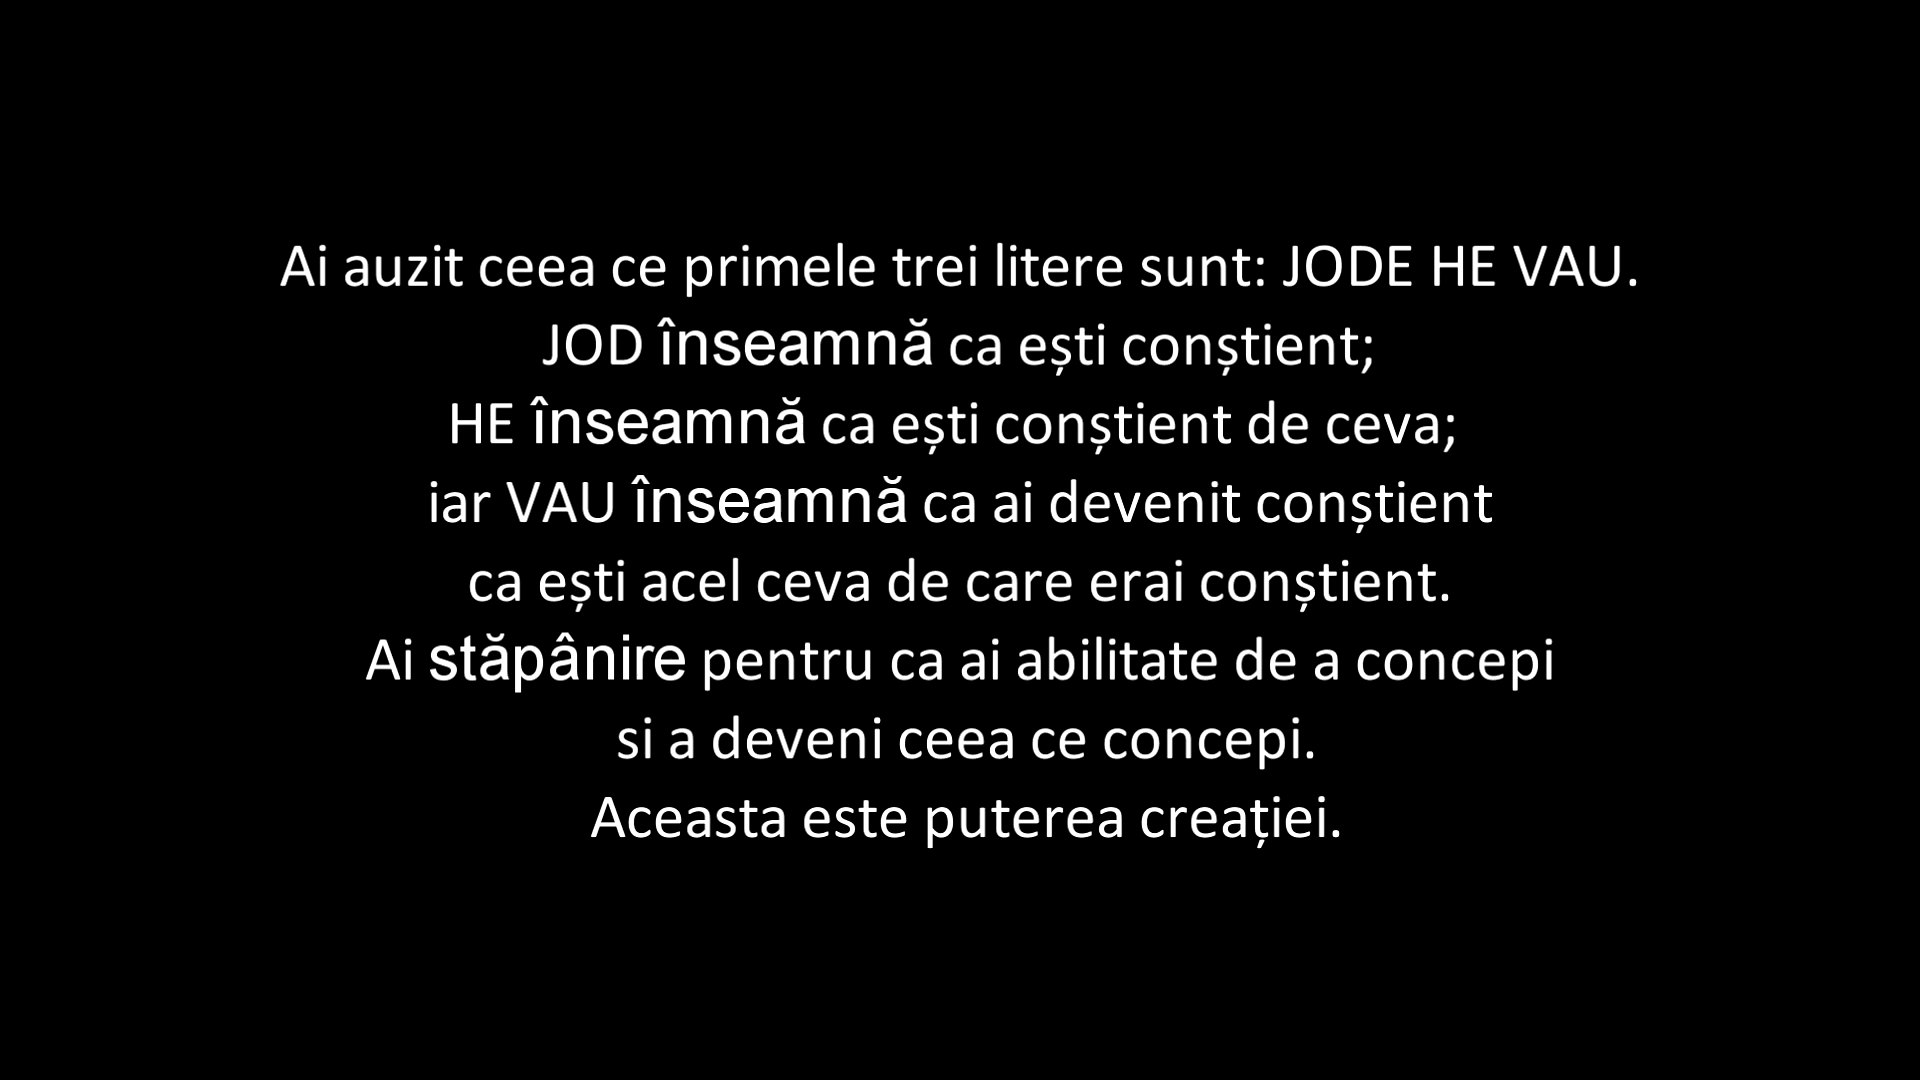 Ai auzit ceea ce primele trei litere sunt: JODE HE VAU.
JOD înseamnă ca ești conștient;
HE înseamnă ca ești conștient de ceva;
iar VAU înseamnă ca ai devenit conștient
ca ești acel ceva de care erai conștient.
Ai stăpânire pentru ca ai abilitate de a concepi
si a deveni ceea ce concepi.
Aceasta este puterea creației.